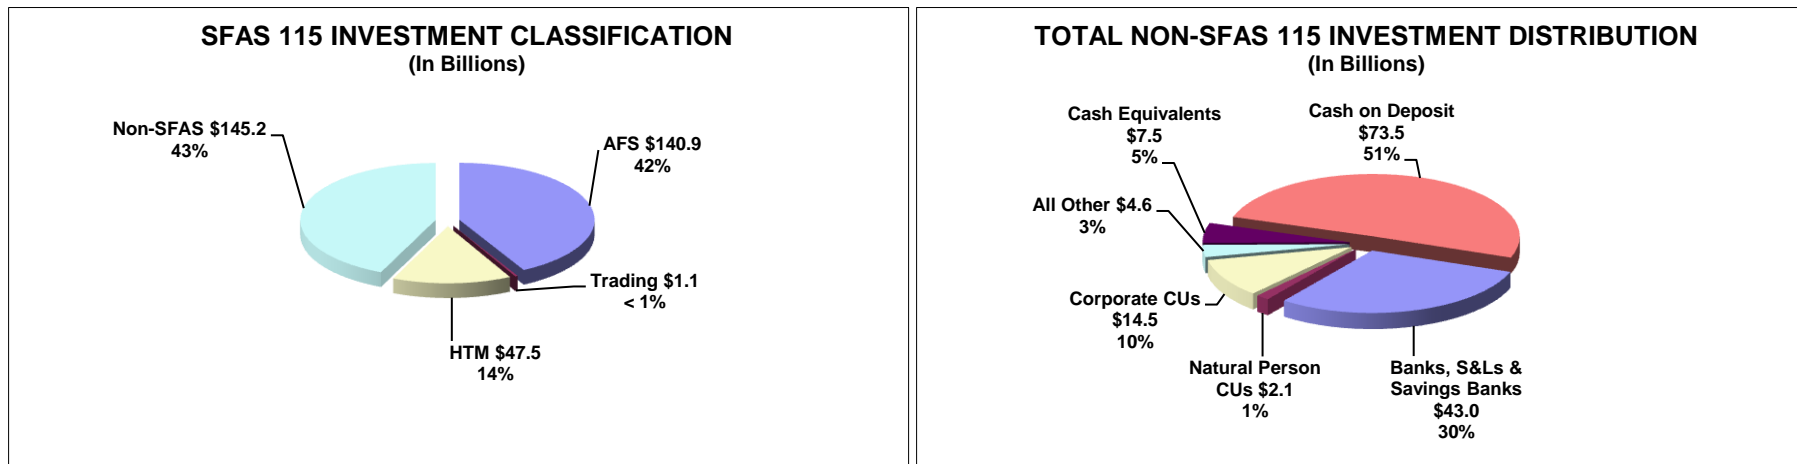 SFAS 115 INVESTMENT CLASSIFICATION
(In Billions)
Non-SFAS $145.2
43%
AFS $140.9
42%
Trading $1.1
< 1%
HTM $47.5
14%
TOTAL NON-SFAS 115 INVESTMENT DISTRIBUTION
(In Billions)
Cash Equivalents
$7.5
5%
Cash on Deposit
$73.5
51%
All Other $4.6
3%
Corporate CUs
$14.5
10%
Natural Person
CUs $2.1
1%
Banks, S&Ls &
Savings Banks
$43.0
30%